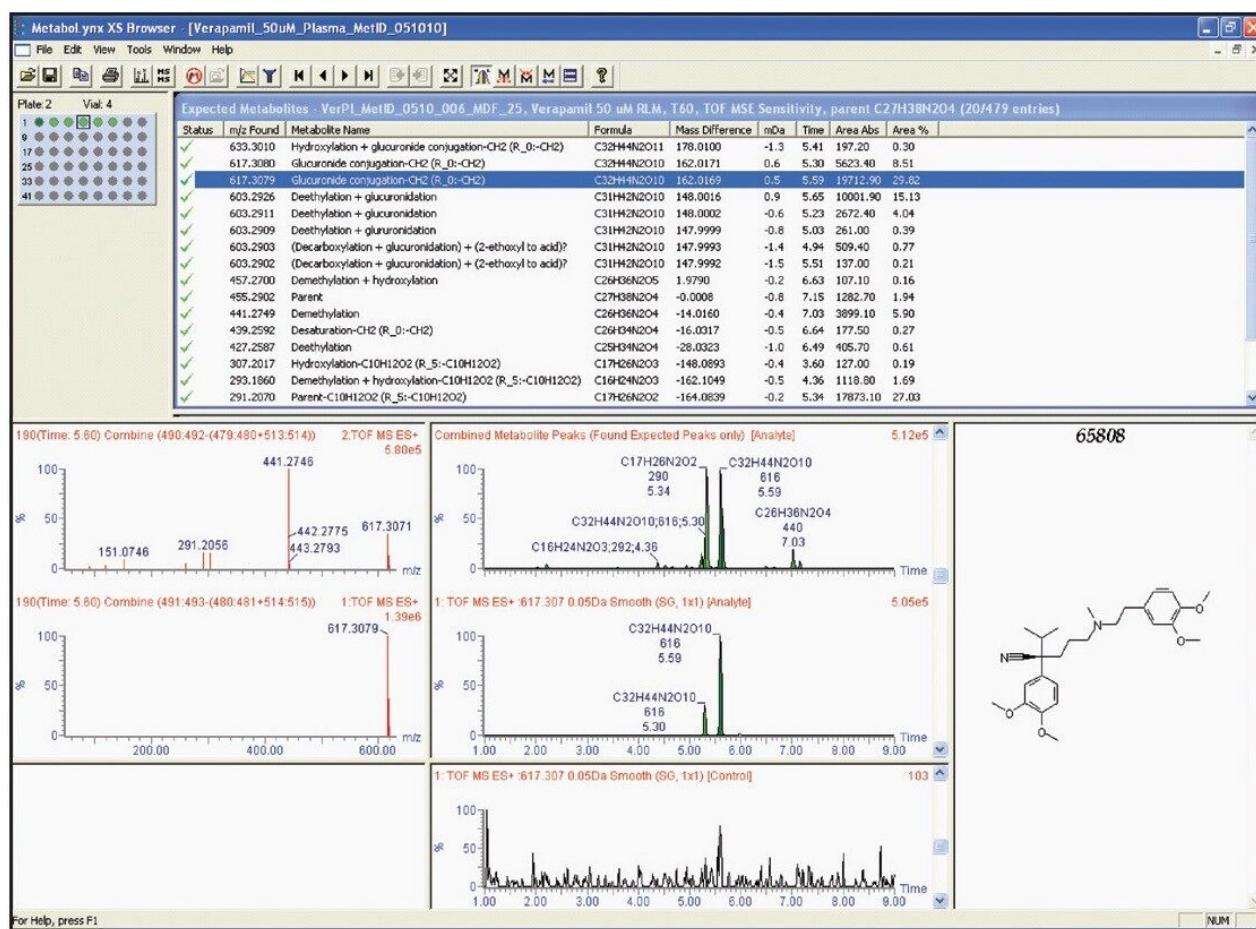 MetaboLynx XS Browser - [Verapamil_50uM_Plasma_MetID_051010]
File Edit View Tools Window Help
Plate:2 Vial: 4
1
9
17
25
33
41
Expected Metabolites - VerPl_MetID_0510_006_MDF_25, Verapamil 50 uM RLM, T60, TOF MSE Sensitivity, parent C27H38N2O4 (20/479 entries)
Status m/z Found Metabolite Name Formula Mass Difference mDa Time Area Abs Area %
633.3010 Hydroxylation + glucuronide conjugation-CH2 (R_0:-CH2) C32H44N2O11 178.0100 -1.3 5.41 197.20 0.30
617.3080 Glucuronide conjugation-CH2 (R_0:-CH2) C32H44N2O10 162.0171 0.6 5.30 5623.40 8.51
617.3079 Glucuronide conjugation-CH2 (R_0:-CH2) C32H44N2O10 162.0169 0.5 5.59 19712.90 29.82
603.2926 Deethylation + glucuronidation C31H42N2O10 148.0016 0.9 5.65 10001.90 15.13
603.2911 Deethylation + glucuronidation C31H42N2O10 148.0002 -0.6 5.23 2672.40 4.04
603.2909 Deethylation + glururonidation C31H42N2O10 147.9999 -0.8 5.03 261.00 0.39
603.2903 (Decarboxylation + glucuronidation) + (2-ethoxyl to acid)? C31H42N2O10 147.9993 -1.4 4.94 509.40 0.77
603.2902 (Decarboxylation + glucuronidation) + (2-ethoxyl to acid)? C31H42N2O10 147.9992 -1.5 5.51 137.00 0.21
457.2700 Demethylation + hydroxylation C26H36N2O5 1.9790 -0.2 6.63 107.10 0.16
455.2902 Parent C27H38N2O4 -0.0008 -0.8 7.15 1282.70 1.94
441.2749 Demethylation C26H36N2O4 -14.0160 -0.4 7.03 3899.10 5.90
439.2592 Desaturation-CH2 (R_0:-CH2) C26H34N2O4 -16.0317 -0.5 6.64 177.50 0.27
427.2587 Deethylation C25H34N2O4 -28.0323 -1.0 6.49 405.70 0.61
307.2017 Hydroxylation-C10H12O2 (R_5:-C10H12O2) C17H26N2O3 -148.0893 -0.4 3.60 127.00 0.19
293.1860 Demethylation + hydroxylation-C10H12O2 (R_5:-C10H12O2) C16H24N2O3 -162.1049 -0.5 4.36 1118.80 1.69
291.2070 Parent-C10H12O2 (R_5:-C10H12O2) C17H26N2O2 -164.0839 -0.2 5.34 17873.10 27.03
190(Time: 5.60) Combine (490:492-(479:480+513:514)) 2:TOF MS ES+
5.80e5
100
50
0
%
441.2746
442.2775
443.2793
617.3071
291.2056
151.0746
m/z
190(Time: 5.60) Combine (491:493-(480:481+514:515)) 1:TOF MS ES+
1.39e6
100
50
0
%
617.3079
m/z
200.00 400.00 600.00
Combined Metabolite Peaks (Found Expected Peaks only) [Analyte] 5.12e5
100
50
0
%
C17H26N2O2
290
5.34
C32H44N2O10
616
5.59
C32H44N2O10;616;5.30
C26H36N2O4
440
7.03
C16H24N2O3;292;4.36
Time
1: TOF MS ES+ :617.307 0.05Da Smooth (SG, 1x1) [Analyte] 5.05e5
100
50
0
%
C32H44N2O10
616
5.59
C32H44N2O10
616
5.30
Time
1.00 2.00 3.00 4.00 5.00 6.00 7.00 8.00 9.00
1: TOF MS ES+ :617.307 0.05Da Smooth (SG, 1x1) [Control] 103
100
50
0
%
Time
1.00 2.00 3.00 4.00 5.00 6.00 7.00 8.00 9.00
65808
N
N
O
O
O
O
For Help, press F1 NUM